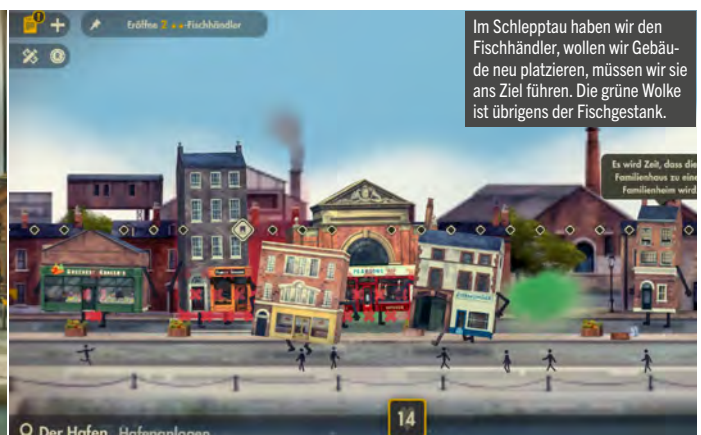 Eröffne 2 -Fischhändler
Im Schlepptau haben wir den
Fischhändler, wollen wir Gebäu-
de neu platzieren, müssen wir sie
ans Ziel führen. Die grüne Wolke
ist übrigens der Fischgestank.
Es wird Zeit, dass die
Familienhaus zu eine
Familienheim wird
14
Der Hafen Hafenanlagen